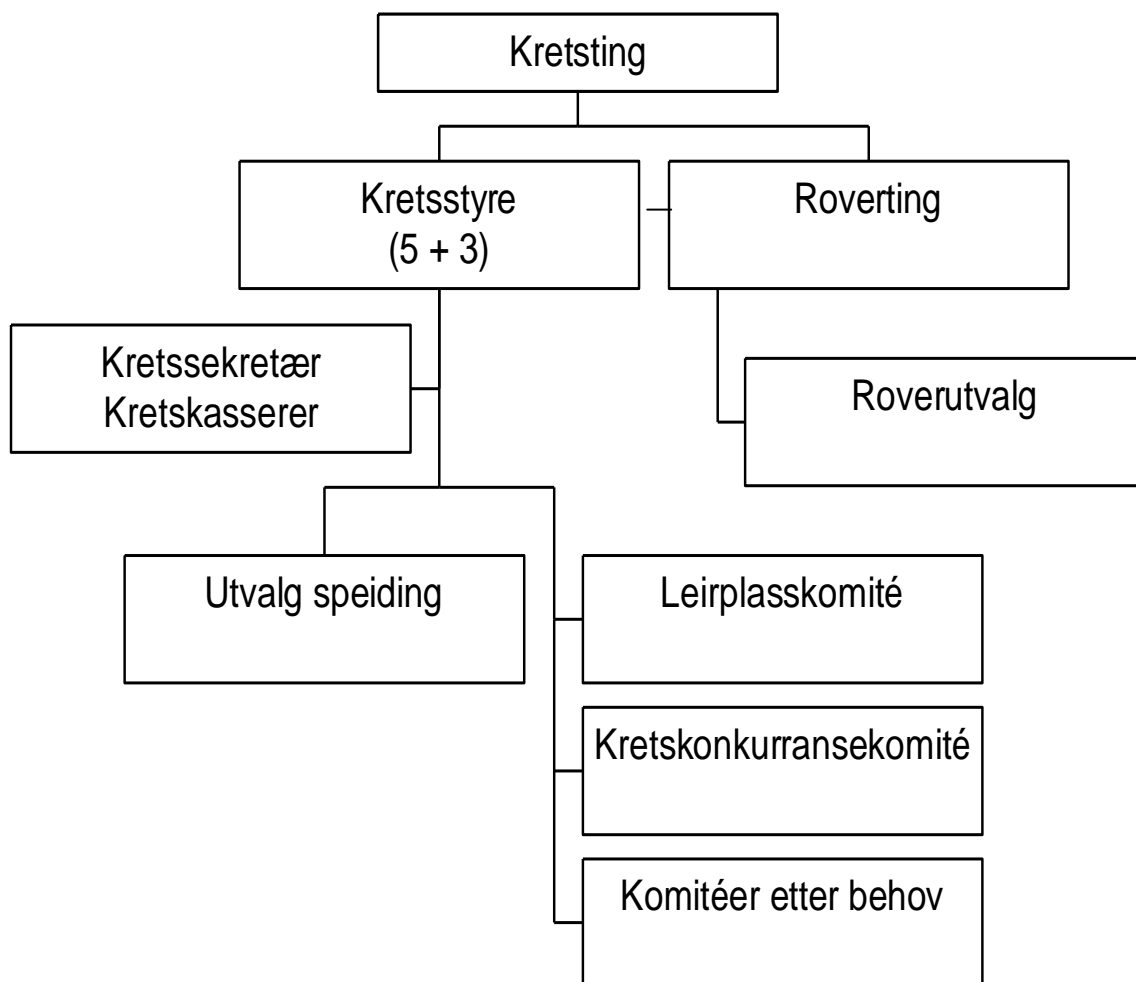 Kretsting
Kretsstyre
(5 + 3)
Roverting
Kretssekretær
Kretskasserer
Roverutvalg
Utvalg speiding
Leirplasskomité
Kretskonkurransekomité
Komitéer etter behov